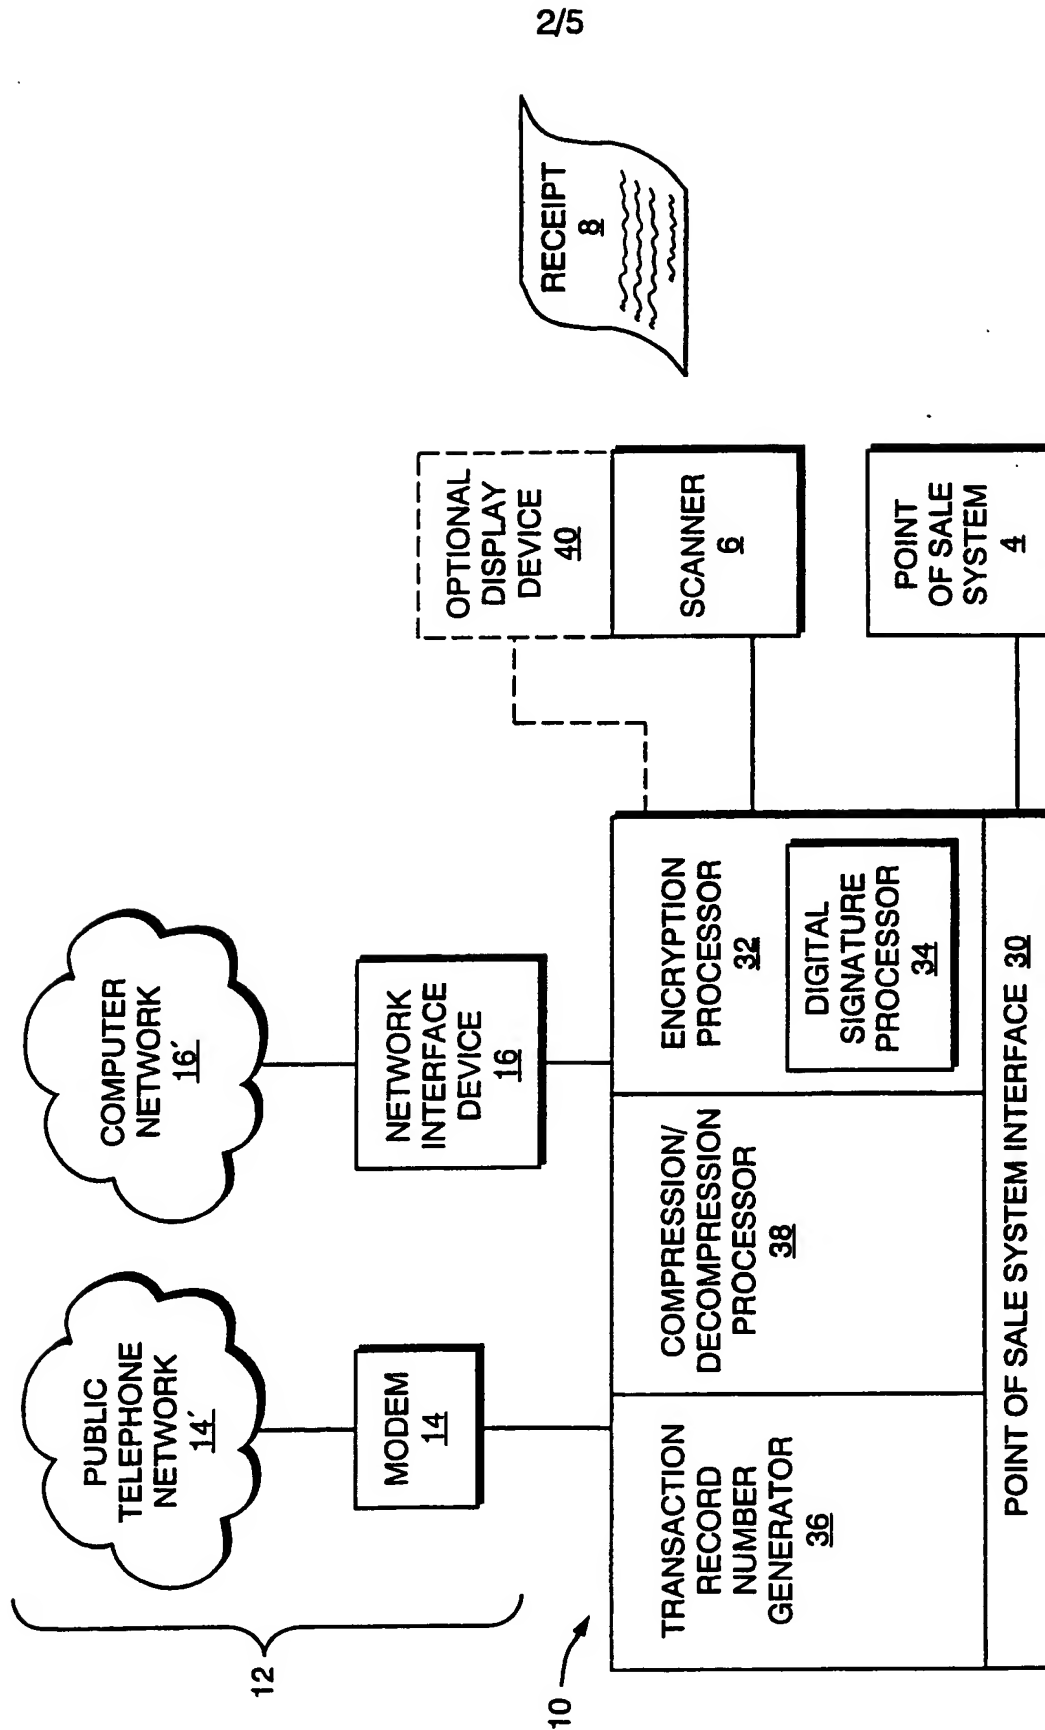 2/5
PUBLIC
TELEPHONE
NETWORK
14'
COMPUTER
NETWORK
16'
12
MODEM
14
NETWORK
INTERFACE
DEVICE
16
OPTIONAL
DISPLAY
DEVICE
40
RECEIPT
8
10
TRANSACTION
RECORD
NUMBER
GENERATOR
36
COMPRESSION/
DECOMPRESSION
PROCESSOR
38
ENCRYPTION
PROCESSOR
32
DIGITAL
SIGNATURE
PROCESSOR
34
SCANNER
6
POINT
OF SALE
SYSTEM
4
POINT OF SALE SYSTEM INTERFACE 30